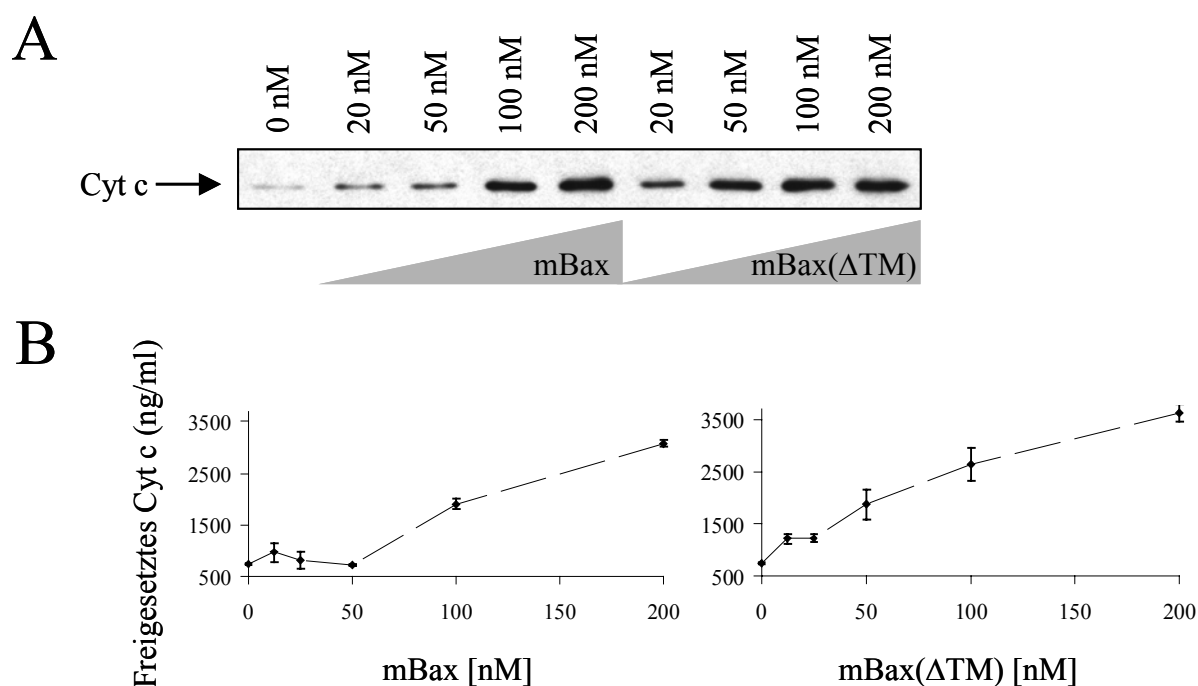 A
0 nM 20 nM 50 nM 100 nM 200 nM 20 nM 50 nM 100 nM 200 nM
Cyt c
mBax mBax(ΔTM)
B
Freigesetztes Cyt c (ng/ml)
3500
2500
1500
500
0 50 100 150 200
mBax [nM]
3500
2500
1500
500
0 50 100 150 200
mBax(ΔTM) [nM]